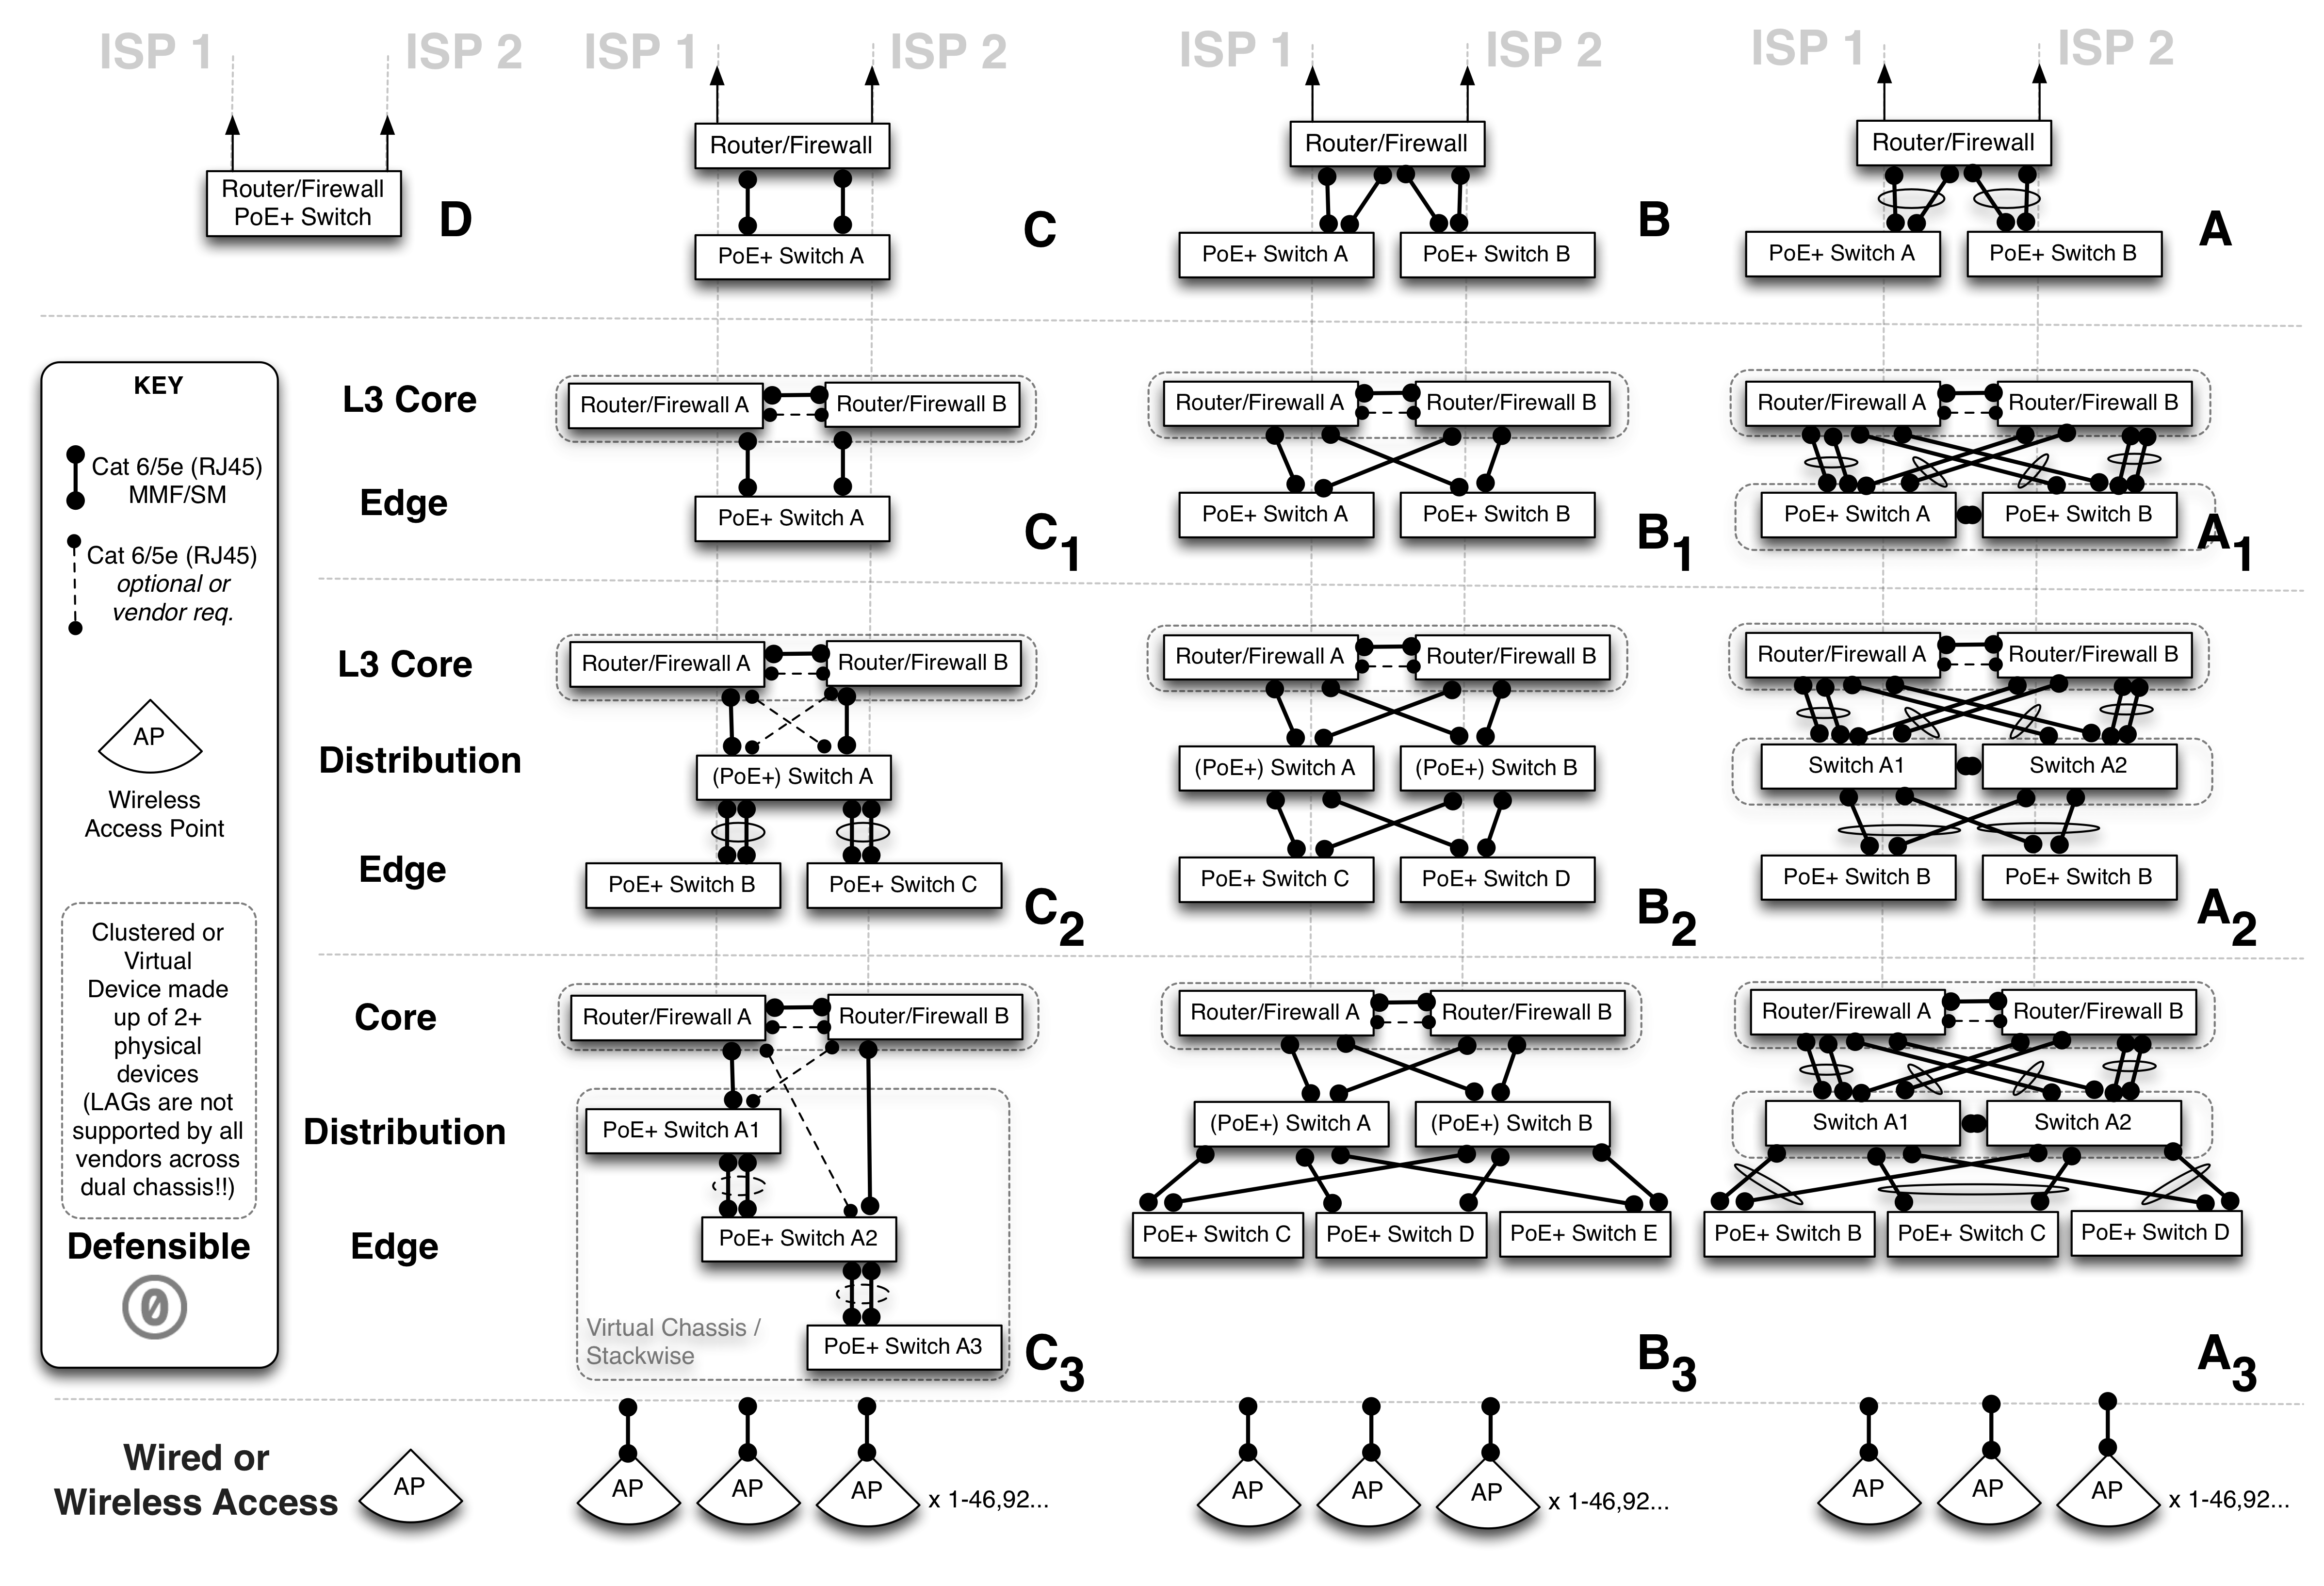 ISP 1
ISP 2
ISP 1
ISP 2
ISP 1
ISP 2
ISP 1
ISP 2
Router/Firewall
PoE+ Switch
D
Router/Firewall
PoE+ Switch A
C
Router/Firewall
PoE+ Switch A
PoE+ Switch B
B
Router/Firewall
PoE+ Switch A
PoE+ Switch B
A
KEY
Cat 6/5e (RJ45)
MMF/SM
Cat 6/5e (RJ45)
optional or
vendor req.
AP
Wireless
Access Point
Clustered or
Virtual
Device made
up of 2+
physical
devices
(LAGs are not
supported by all
vendors across
dual chassis!!)
Defensible
0
L3 Core
Edge
Router/Firewall A
Router/Firewall B
PoE+ Switch A
C1
Router/Firewall A
Router/Firewall B
PoE+ Switch A
PoE+ Switch B
B1
Router/Firewall A
Router/Firewall B
PoE+ Switch A
PoE+ Switch B
A1
L3 Core
Distribution
Edge
Router/Firewall A
Router/Firewall B
(PoE+) Switch A
PoE+ Switch B
PoE+ Switch C
C2
Router/Firewall A
Router/Firewall B
(PoE+) Switch A
(PoE+) Switch B
PoE+ Switch C
PoE+ Switch D
B2
Router/Firewall A
Router/Firewall B
Switch A1
Switch A2
PoE+ Switch B
PoE+ Switch B
A2
Core
Distribution
Edge
Router/Firewall A
Router/Firewall B
PoE+ Switch A1
PoE+ Switch A2
PoE+ Switch A3
Virtual Chassis /
Stackwise
C3
Router/Firewall A
Router/Firewall B
(PoE+) Switch A
(PoE+) Switch B
PoE+ Switch C
PoE+ Switch D
PoE+ Switch E
B3
Router/Firewall A
Router/Firewall B
Switch A1
Switch A2
PoE+ Switch B
PoE+ Switch C
PoE+ Switch D
A3
Wired or
Wireless Access
AP
AP
AP
AP
x 1-46,92...
AP
AP
AP
x 1-46,92...
AP
AP
AP
x 1-46,92...